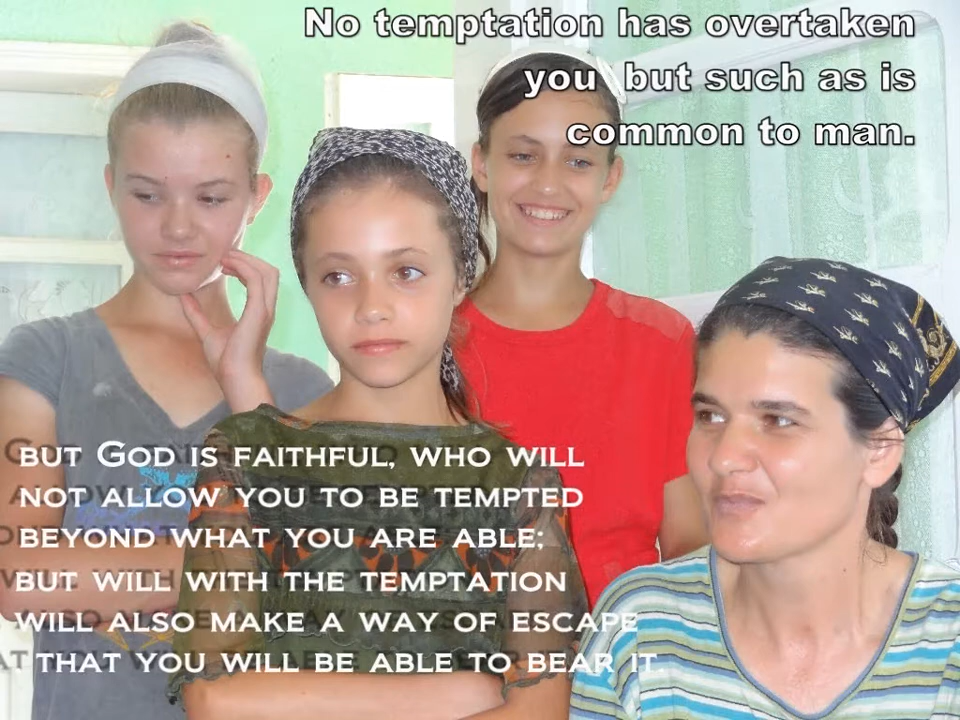 No temptation has overtaken
you but such as is
common to man.
BUT GOD IS FAITHFUL, WHO WILL
NOT ALLOW YOU TO BE TEMPTED
BEYOND WHAT YOU ARE ABLE;
BUT WILL WITH THE TEMPTATION
WILL ALSO MAKE A WAY OF ESCAPE
THAT YOU WILL BE ABLE TO BEAR IT.